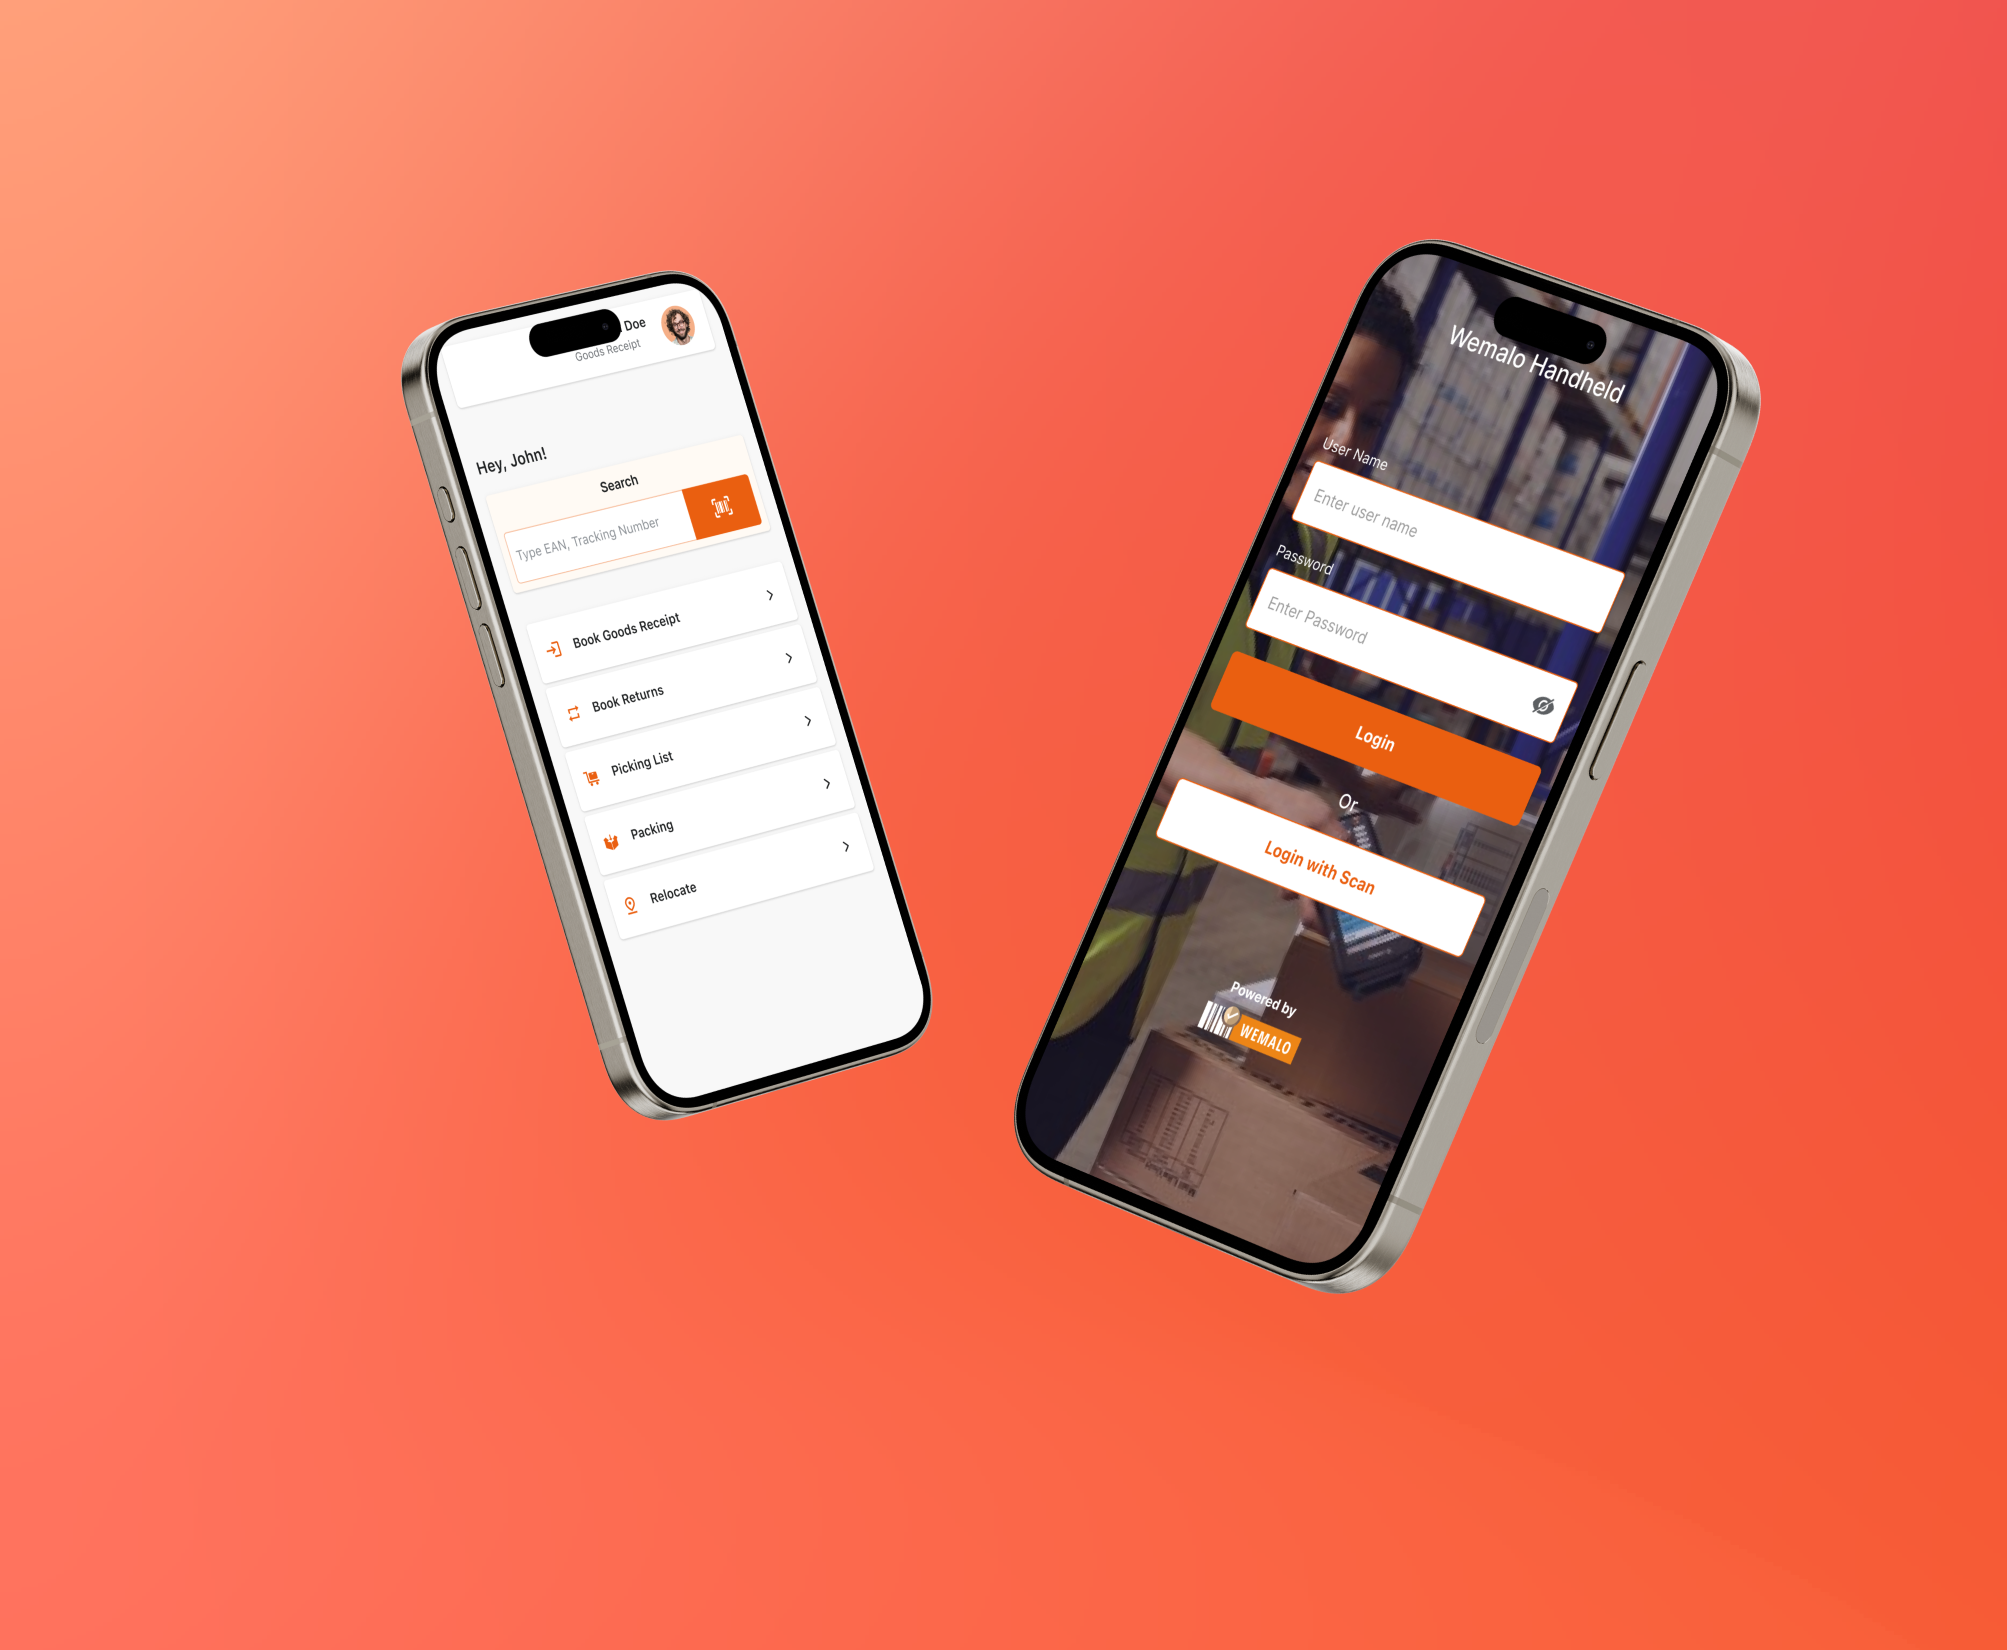 Doe
Goods Receipt
Hey, John!
Search
Type EAN, Tracking Number
Book Goods Receipt
Book Returns
Picking List
Packing
Relocate
Wemalo Handheld
User Name
Enter user name
Password
Enter Password
Login
Or
Login with Scan
Powered by
WEMALO